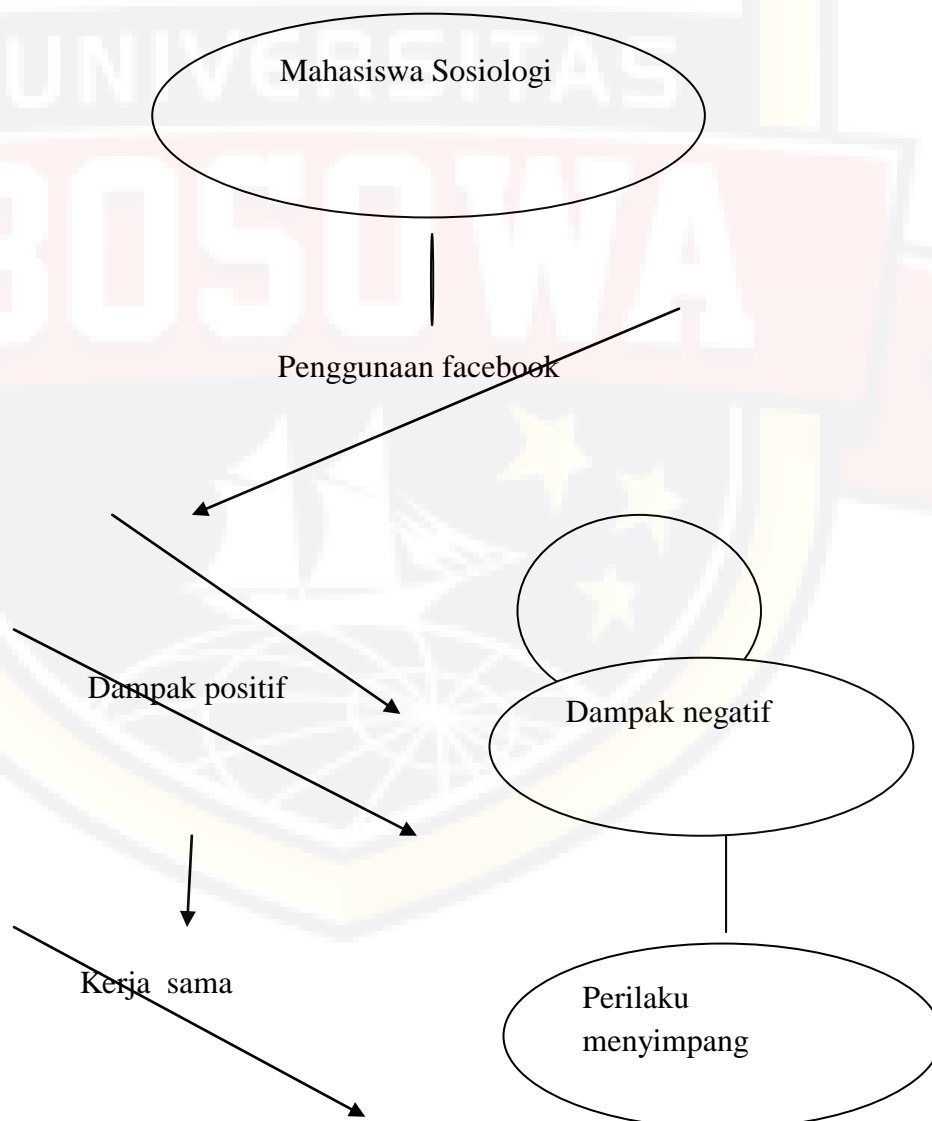 UNIVERSITAS
BOSOWA
Mahasiswa Sosiologi
Penggunaan facebook
Dampak positif
Dampak negatif
Kerja sama
Perilaku
menyimpang